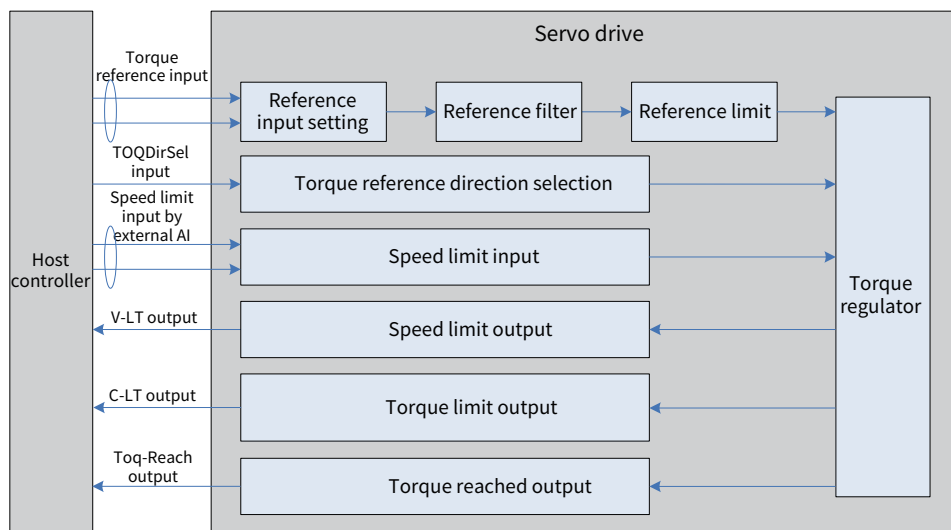 Servo drive
Torque
reference input
Reference
input setting
Reference filter
Reference limit
TOQDirSel
input
Torque reference direction selection
Speed limit
input by
external AI
Speed limit input
Host
controller
Torque
regulator
V-LT output
Speed limit output
C-LT output
Torque limit output
Toq-Reach
output
Torque reached output